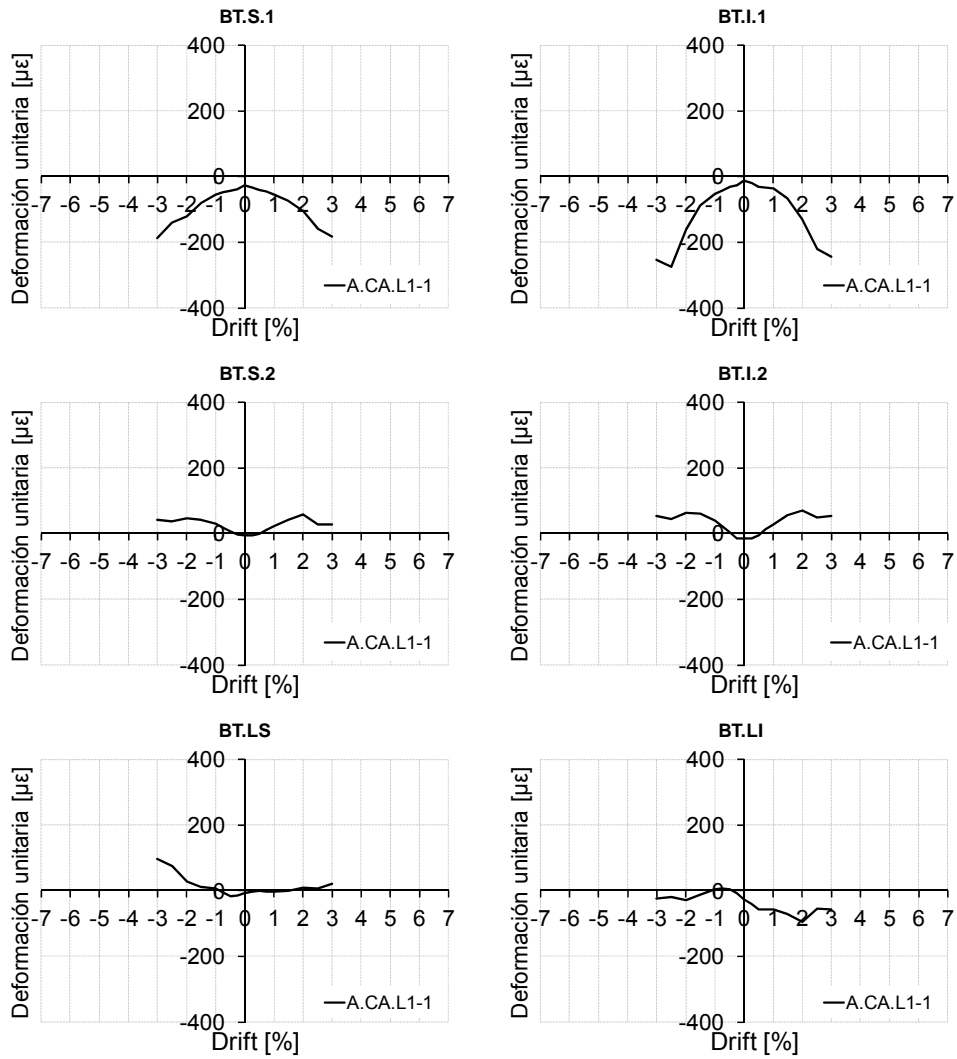 BT.S.1
Deformación unitaria [µε]
400
200
0
-7 -6 -5 -4 -3 -2 -1 0 1 2 3 4 5 6 7
-200
A.CA.L1-1
-400
Drift [%]
BT.I.1
Deformación unitaria [µε]
400
200
0
-7 -6 -5 -4 -3 -2 -1 0 1 2 3 4 5 6 7
-200
A.CA.L1-1
-400
Drift [%]
BT.S.2
Deformación unitaria [µε]
400
200
0
-7 -6 -5 -4 -3 -2 -1 0 1 2 3 4 5 6 7
-200
A.CA.L1-1
-400
Drift [%]
BT.I.2
Deformación unitaria [µε]
400
200
0
-7 -6 -5 -4 -3 -2 -1 0 1 2 3 4 5 6 7
-200
A.CA.L1-1
-400
Drift [%]
BT.LS
Deformación unitaria [µε]
400
200
0
-7 -6 -5 -4 -3 -2 -1 0 1 2 3 4 5 6 7
-200
A.CA.L1-1
-400
Drift [%]
BT.LI
Deformación unitaria [µε]
400
200
0
-7 -6 -5 -4 -3 -2 -1 0 1 2 3 4 5 6 7
-200
A.CA.L1-1
-400
Drift [%]